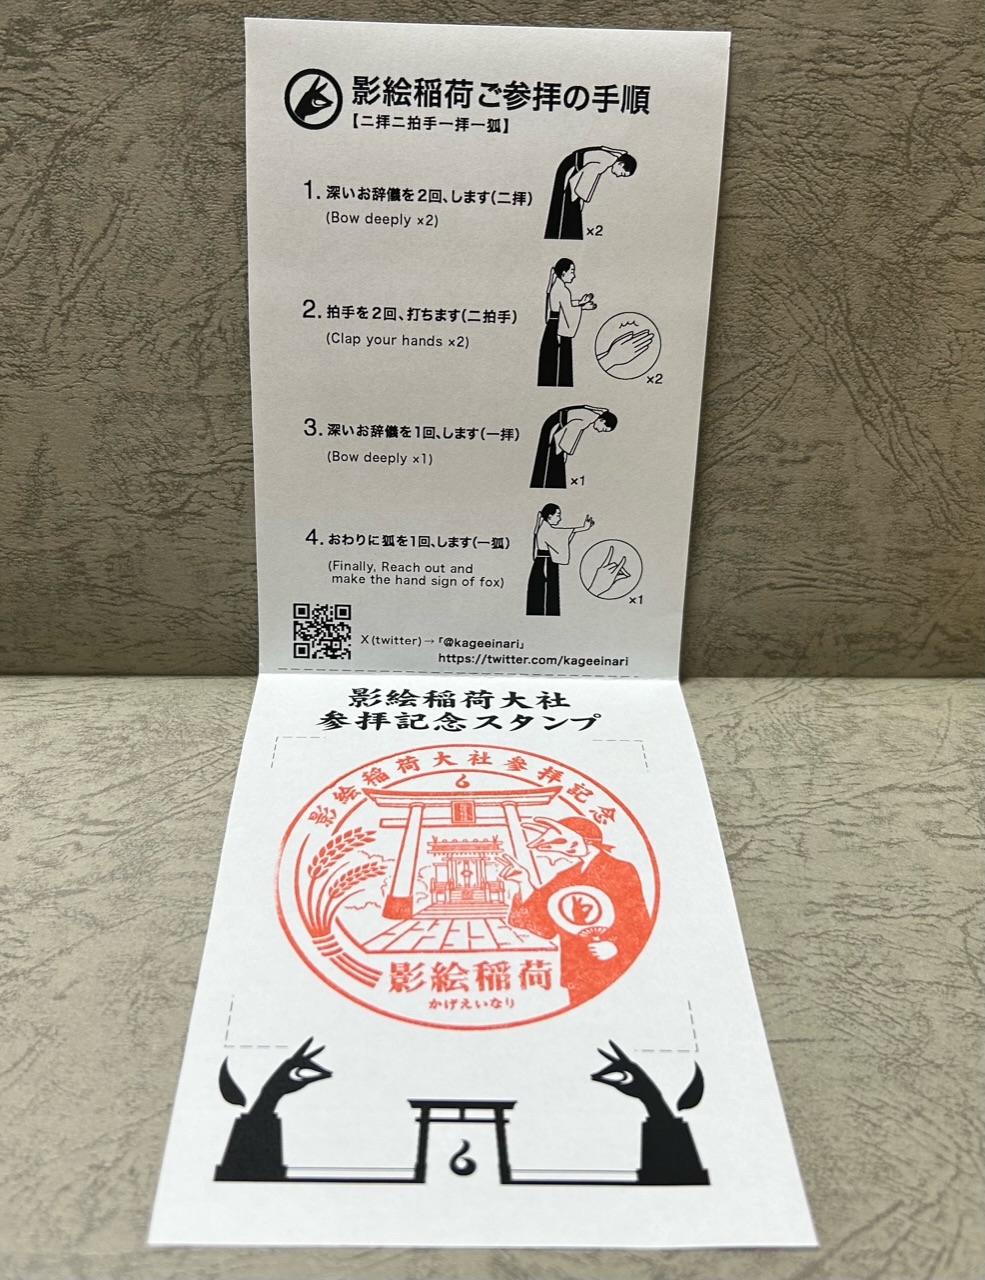 影絵稲荷ご参拝の手順
【二拝二拍手一拝一狐】
1. 深いお辞儀を2回、します(二拝)
(Bow deeply ×2)
×2
2. 拍手を2回、打ちます(二拍手)
(Clap your hands ×2)
×2
3. 深いお辞儀を1回、します(一拝)
(Bow deeply ×1)
×1
4. おわりに狐を1回、します(一狐)
(Finally, Reach out and
make the hand sign of fox)
×1
X(twitter)→「@kageeinari」
https://twitter.com/kageeinari
影絵稲荷大社
参拝記念スタンプ
影絵稲荷大社参拝記念
影絵稲荷
かげえいなり